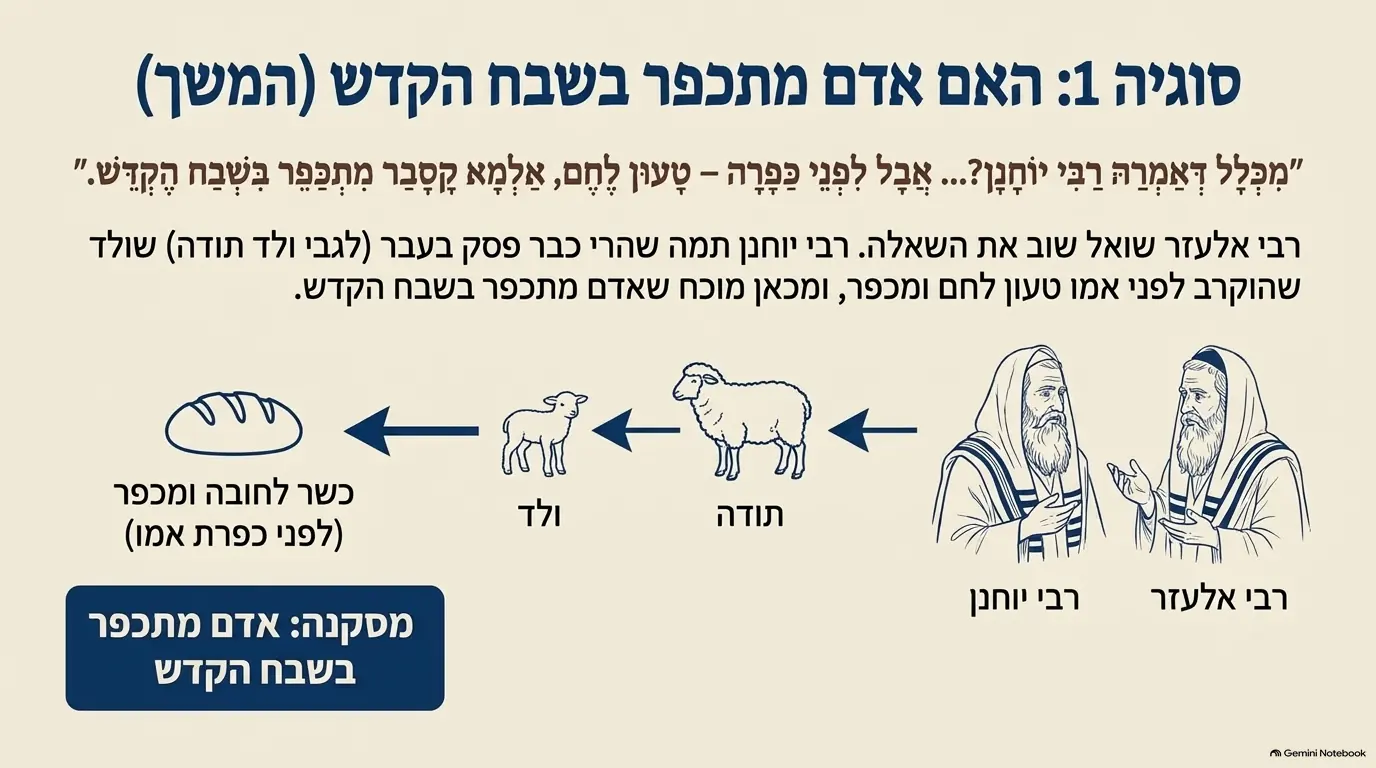 סוגיה 1: האם אדם מתכפר בשבח הקדש (המשך)
"מִכְּלָל דְּאַמְרַהּ רַבִּי יוֹחָנָן?... אֲבָל לִפְנֵי כַּפָּרָה – טָעוּן לֶחֶם, אַלְמָא קָסָבַר מִתְכַּפֵּר בִּשְׁבַח הֶקְדֵּשׁ."
רבי אלעזר שואל שוב את השאלה. רבי יוחנן תמה שהרי כבר פסק בעבר (לגבי ולד תודה) שולד
שהוקרב לפני אמו טעון לחם ומכפר, ומכאן מוכח שאדם מתכפר בשבח הקדש.
רבי אלעזר
רבי יוחנן
תודה
ולד
כשר לחובה ומכפר
(לפני כפרת אמו)
מסקנה: אדם מתכפר
בשבח הקדש
Gemini Notebook